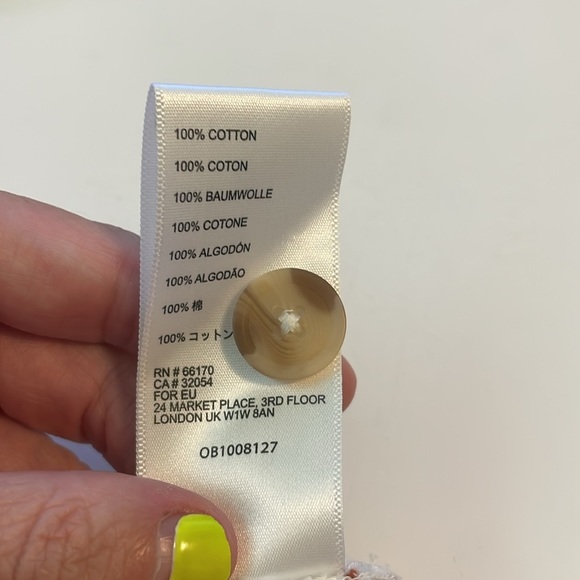 100% COTTON
100% COTON
100% BAUMWOLLE
100% COTONE
100% ALGODÓN
100% ALGODÃO
100% 棉
100% コットン
RN # 66170
CA # 32054
FOR EU
24 MARKET PLACE, 3RD FLOOR
LONDON UK W1W 8AN
OB1008127